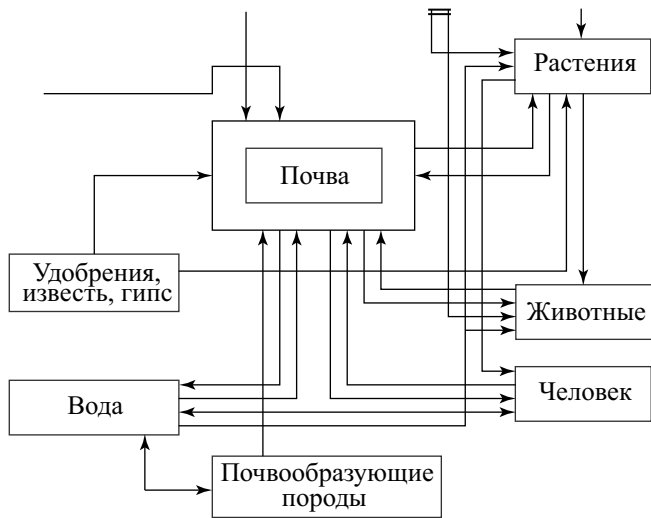 Растения
Почва
Удобрения,
известь, гипс
Животные
Человек
Вода
Почвообразующие
породы